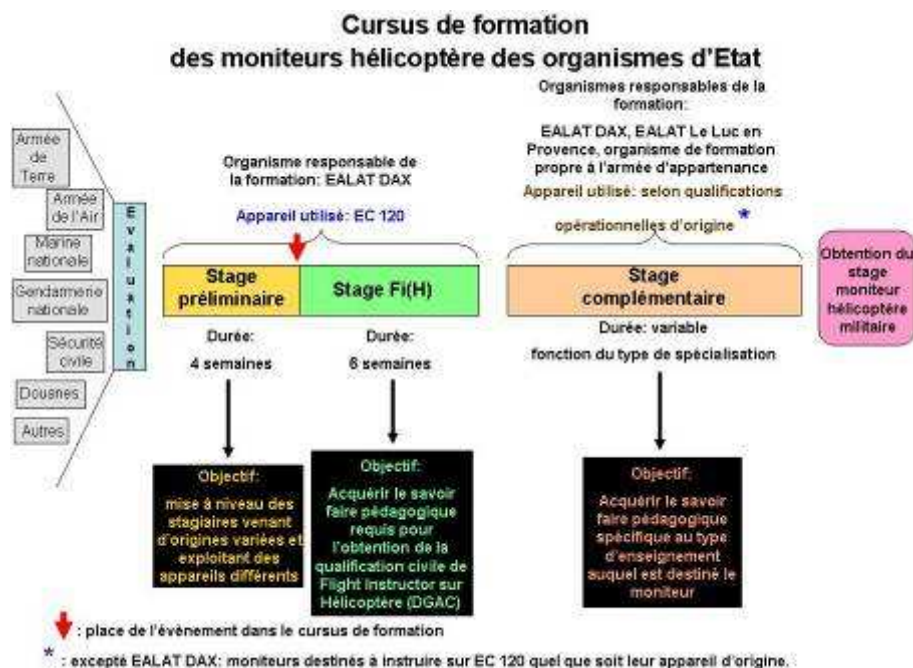 Cursus de formation
des moniteurs hélicoptère des organismes d'Etat
Organismes responsables de la
formation:
EALAT DAX, EALAT Le Luc en
Provence, organisme de formation
propre à l'armée d'appartenance
Appareil utilisé: selon qualifications
opérationnelles d'origine *
Organisme responsable de
la formation: EALAT DAX
Appareil utilisé: EC 120
Armée
de
Terre
Armée
de l'Air
Marine
nationale
Gendarmerie
nationale
Sécurité
civile
Douanes
Autres
Evaluation
Stage
préliminaire
Stage Fi(H)
Stage
complémentaire
Obtention du
stage
moniteur
hélicoptère
militaire
Durée:
4 semaines
Durée:
6 semaines
Durée: variable
fonction du type de spécialisation
Objectif:
mise à niveau des
stagiaires venant
d'origines variées et
exploitant des
appareils différents
Objectif:
Acquérir le savoir
faire pédagogique
requis pour
l'obtention de la
qualification civile de
Flight Instructor sur
Hélicoptère (DGAC)
Objectif:
Acquérir le savoir
faire pédagogique
spécifique au type
d'enseignement
auquel est destiné le
moniteur
: place de l'évènement dans le cursus de formation
* : excepté EALAT DAX: moniteurs destinés à instruire sur EC 120 quel que soit leur appareil d'origine.